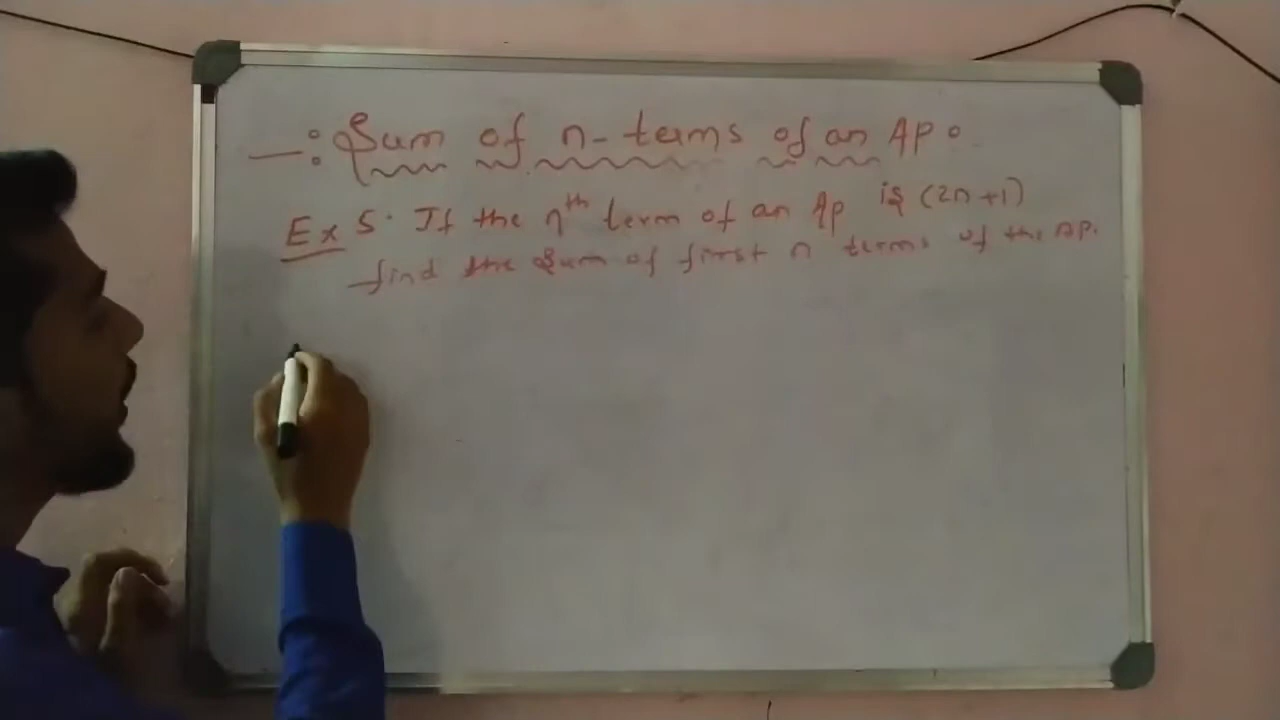 —: Sum of n- terms of an AP :
Ex 5. If the nth term of an Ap is (2n+1)
find the sum of first n terms of the AP.